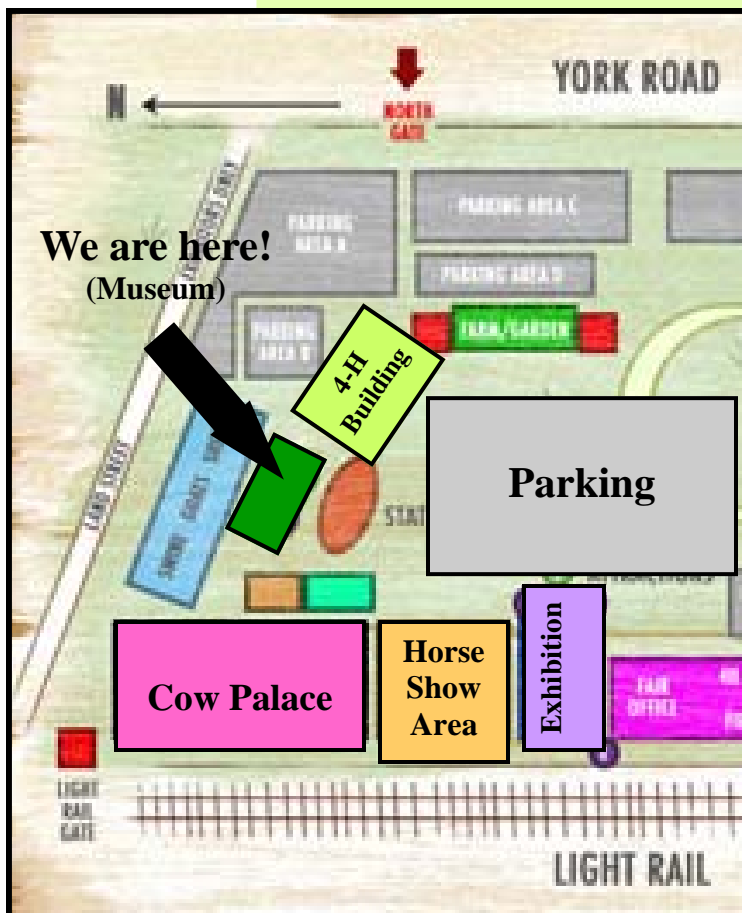 YORK ROAD
N
NORTH
GATE
PARKING
AREA A
PARKING AREA C
PARKING AREA D
We are here!
(Museum)
PARKING
AREA B
FARM/GARDEN
4-H
Building
Parking
Cow Palace
Horse
Show
Area
Exhibition
FAIR
OFFICE
LIGHT
RAIL
GATE
LIGHT RAIL